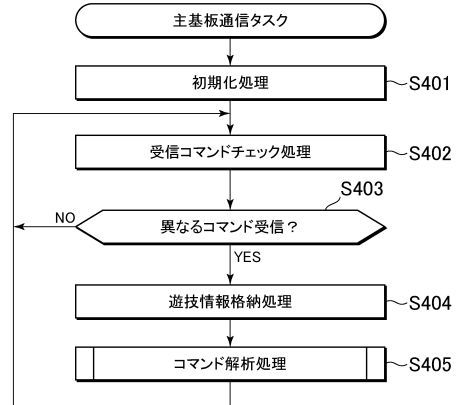 主基板通信タスク
初期化処理
S401
受信コマンドチェック処理
S402
S403
異なるコマンド受信？
NO
YES
遊技情報格納処理
S404
コマンド解析処理
S405